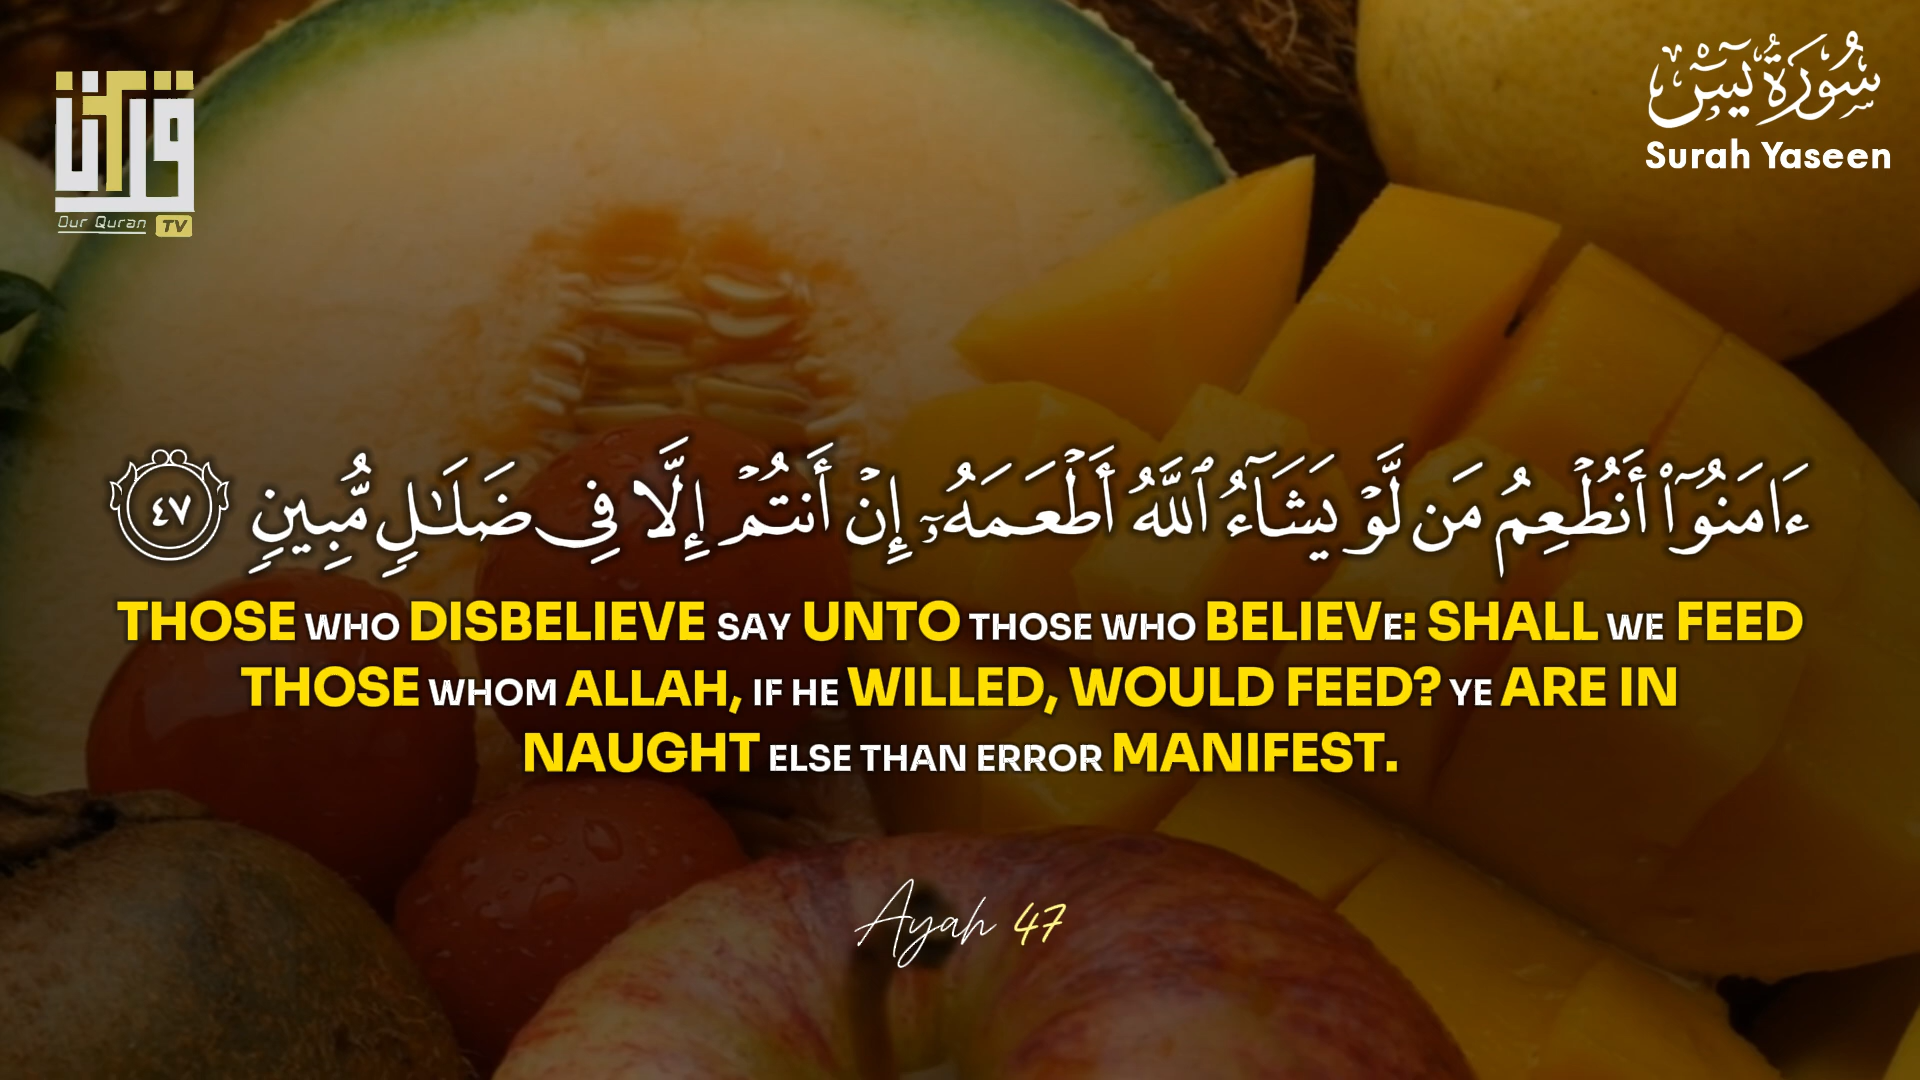 قرآننا
Our Quran TV
سُورَةُ يسٓ
Surah Yaseen
ءَامَنُوٓا۟ أَنُطْعِمُ مَن لَّوْ يَشَآءُ ٱللَّهُ أَطْعَمَهُۥٓ إِنْ أَنتُمْ إِلَّا فِى ضَلَـٰلٍ مُّبِينٍ ٤٧
THOSE WHO DISBELIEVE SAY UNTO THOSE WHO BELIEVE: SHALL WE FEED
THOSE WHOM ALLAH, IF HE WILLED, WOULD FEED? YE ARE IN
NAUGHT ELSE THAN ERROR MANIFEST.
Ayah 47